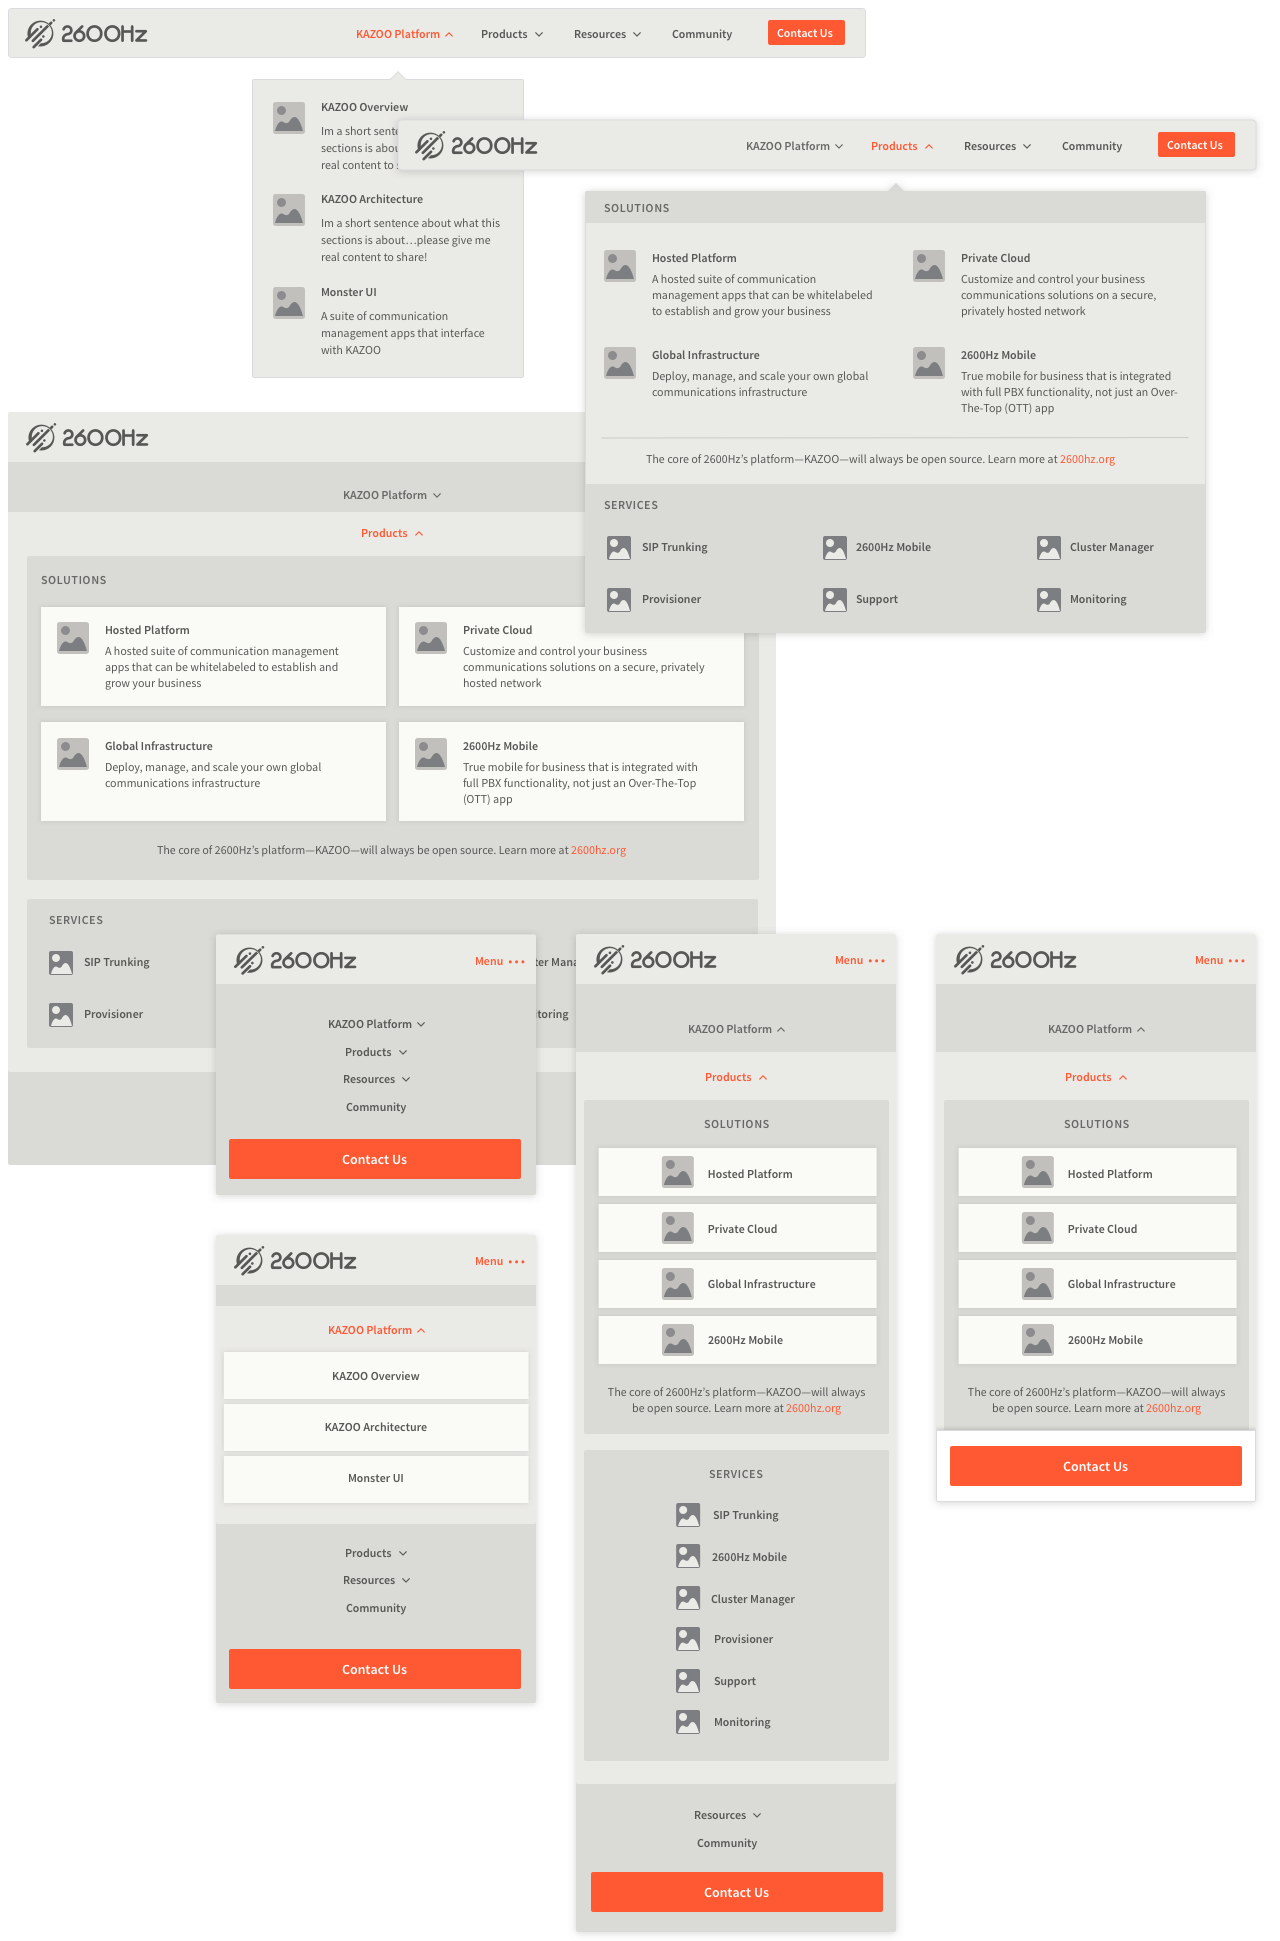 2600Hz
KAZOO Platform
Products
Resources
Community
Contact Us
KAZOO Overview
Im a short sente
sections is abou
real content to
KAZOO Architecture
Im a short sentence about what this
sections is about…please give me
real content to share!
Monster UI
A suite of communication
management apps that interface
with KAZOO
2600Hz
KAZOO Platform
Products
Resources
Community
Contact Us
SOLUTIONS
Hosted Platform
A hosted suite of communication
management apps that can be whitelabeled
to establish and grow your business
Private Cloud
Customize and control your business
communications solutions on a secure,
privately hosted network
Global Infrastructure
Deploy, manage, and scale your own global
communications infrastructure
2600Hz Mobile
True mobile for business that is integrated
with full PBX functionality, not just an Over-
The-Top (OTT) app
The core of 2600Hz's platform—KAZOO—will always be open source. Learn more at 2600hz.org
SERVICES
SIP Trunking
2600Hz Mobile
Cluster Manager
Provisioner
Support
Monitoring
2600Hz
KAZOO Platform
Products
SOLUTIONS
Hosted Platform
A hosted suite of communication management
apps that can be whitelabeled to establish and
grow your business
Private Cloud
Customize and control your business
communications solutions on a secure, privately
hosted network
Global Infrastructure
Deploy, manage, and scale your own global
communications infrastructure
2600Hz Mobile
True mobile for business that is integrated with
full PBX functionality, not just an Over-The-Top
(OTT) app
The core of 2600Hz's platform—KAZOO—will always be open source. Learn more at 2600hz.org
SERVICES
SIP Trunking
ter Mana
Provisioner
toring
2600Hz
Menu •••
KAZOO Platform
Products
Resources
Community
Contact Us
2600Hz
Menu •••
KAZOO Platform
KAZOO Overview
KAZOO Architecture
Monster UI
Products
Resources
Community
Contact Us
2600Hz
Menu •••
KAZOO Platform
Products
SOLUTIONS
Hosted Platform
Private Cloud
Global Infrastructure
2600Hz Mobile
The core of 2600Hz's platform—KAZOO—will always
be open source. Learn more at 2600hz.org
SERVICES
SIP Trunking
2600Hz Mobile
Cluster Manager
Provisioner
Support
Monitoring
Resources
Community
Contact Us
2600Hz
Menu •••
KAZOO Platform
Products
SOLUTIONS
Hosted Platform
Private Cloud
Global Infrastructure
2600Hz Mobile
The core of 2600Hz's platform—KAZOO—will always
be open source. Learn more at 2600hz.org
Contact Us